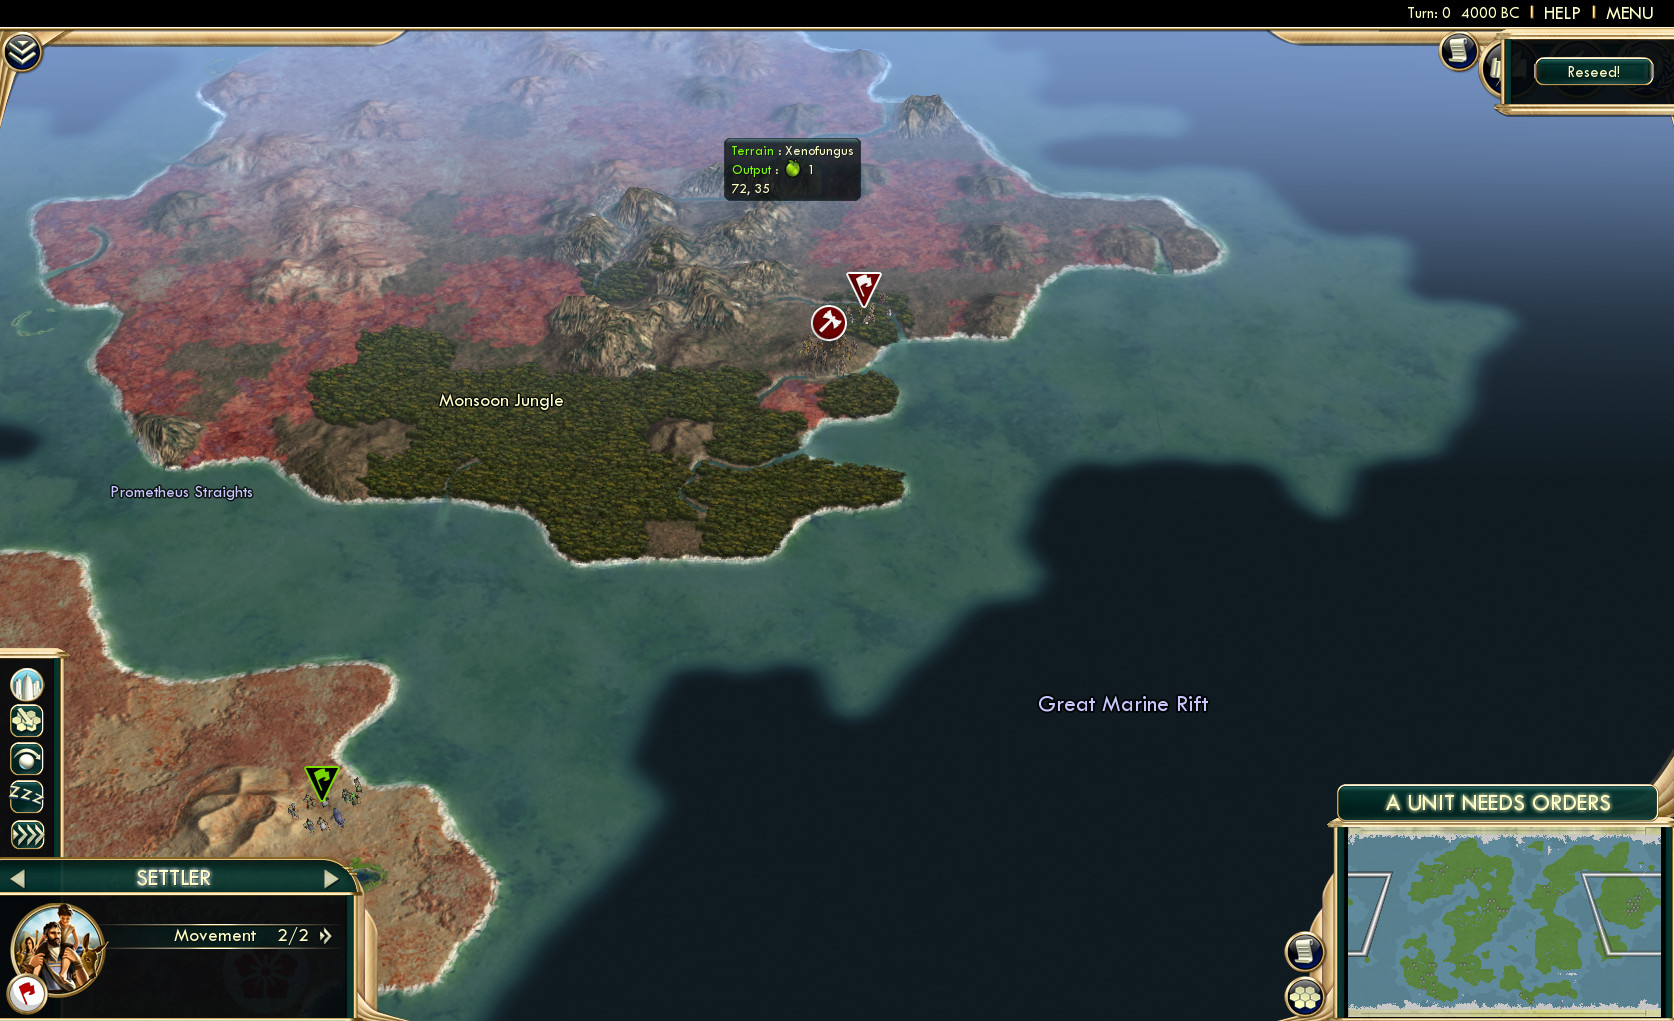 Turn: 0 4000 BC HELP MENU
Reseed!
Terrain : Xenofungus
Output : 1
72, 35
Monsoon Jungle
Prometheus Straights
Great Marine Rift
A UNIT NEEDS ORDERS
SETTLER
Movement 2/2